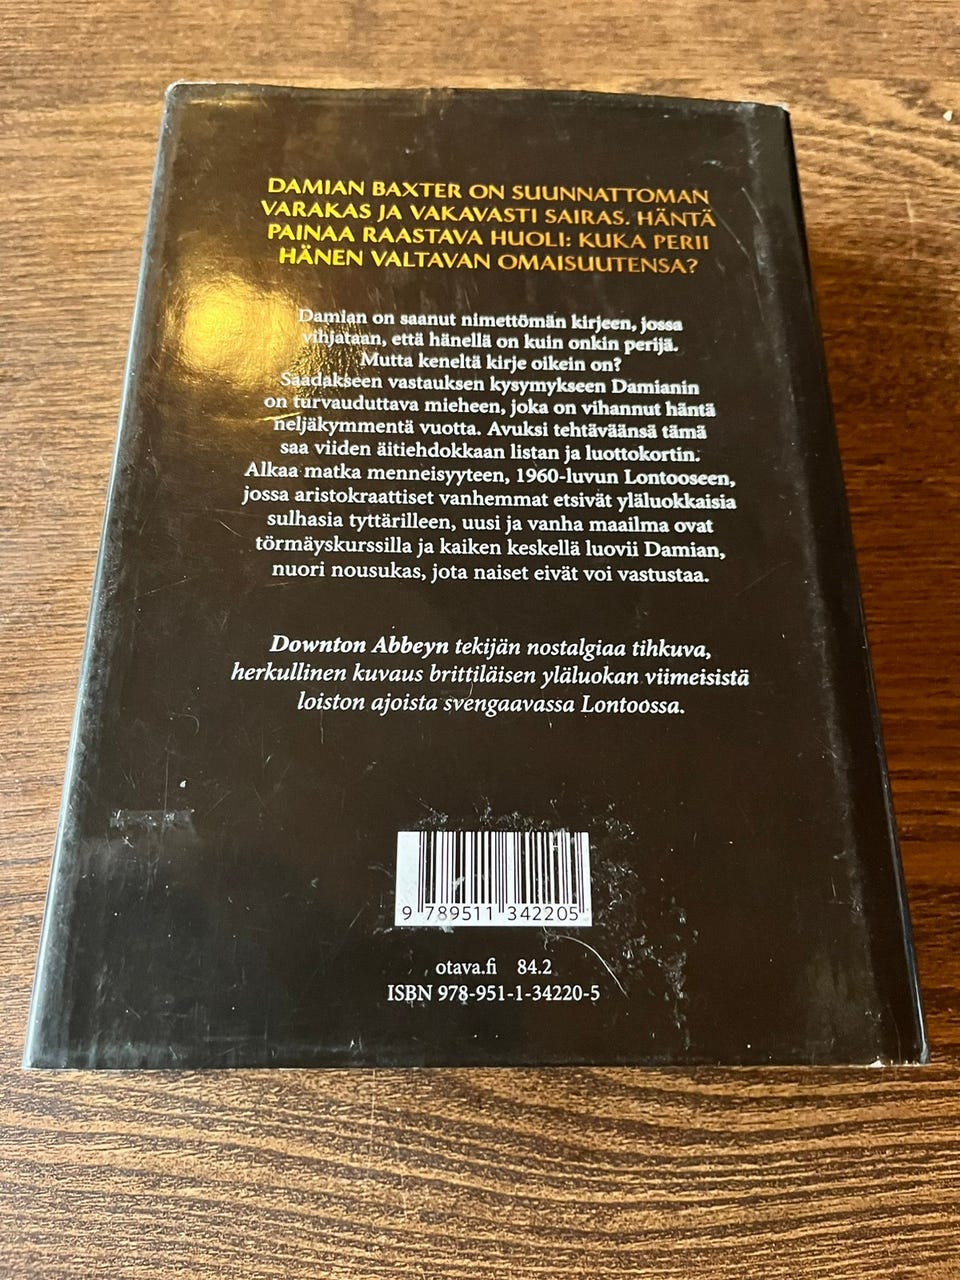 DAMIAN BAXTER ON SUUNNATTOMAN
VARAKAS JA VAKAVASTI SAIRAS. HÄNTÄ
PAINAA RAASTAVA HUOLI: KUKA PERII
HÄNEN VALTAVAN OMAISUUTENSA?
Damian on saanut nimettömän kirjeen, jossa
vihjataan, että hänellä on kuin onkin perijä.
Mutta keneltä kirje oikein on?
Saadakseen vastauksen kysymykseen Damianin
on turvauduttava mieheen, joka on vihannut häntä
neljäkymmentä vuotta. Avuksi tehtäväänsä tämä
saa viiden äitiehdokkaan listan ja luottokortin.
Alkaa matka menneisyyteen, 1960-luvun Lontooseen,
jossa aristokraattiset vanhemmat etsivät yläluokkaisia
sulhasia tyttärilleen, uusi ja vanha maailma ovat
törmäyskurssilla ja kaiken keskellä luovii Damian,
nuori nousukas, jota naiset eivät voi vastustaa.
Downton Abbeyn tekijän nostalgiaa tihkuva,
herkullinen kuvaus brittiläisen yläluokan viimeisistä
loiston ajoista svengaavassa Lontoossa.
9 789511 342205
otava.fi 84.2
ISBN 978-951-1-34220-5